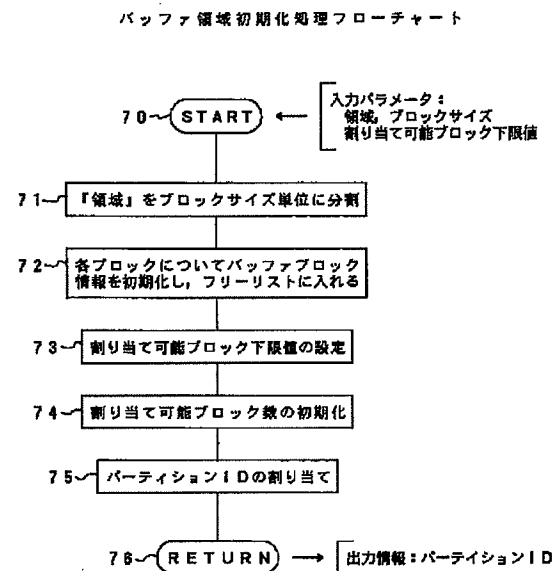 バッファ領域初期化処理フローチャート
70 START
入力パラメータ：
領域，ブロックサイズ
割り当て可能ブロック下限値
71 『領域』をブロックサイズ単位に分割
72 各ブロックについてバッファブロック
情報を初期化し，フリーリストに入れる
73 割り当て可能ブロック下限値の設定
74 割り当て可能ブロック数の初期化
75 パーティションIDの割り当て
76 RETURN 出力情報：パーテイションID